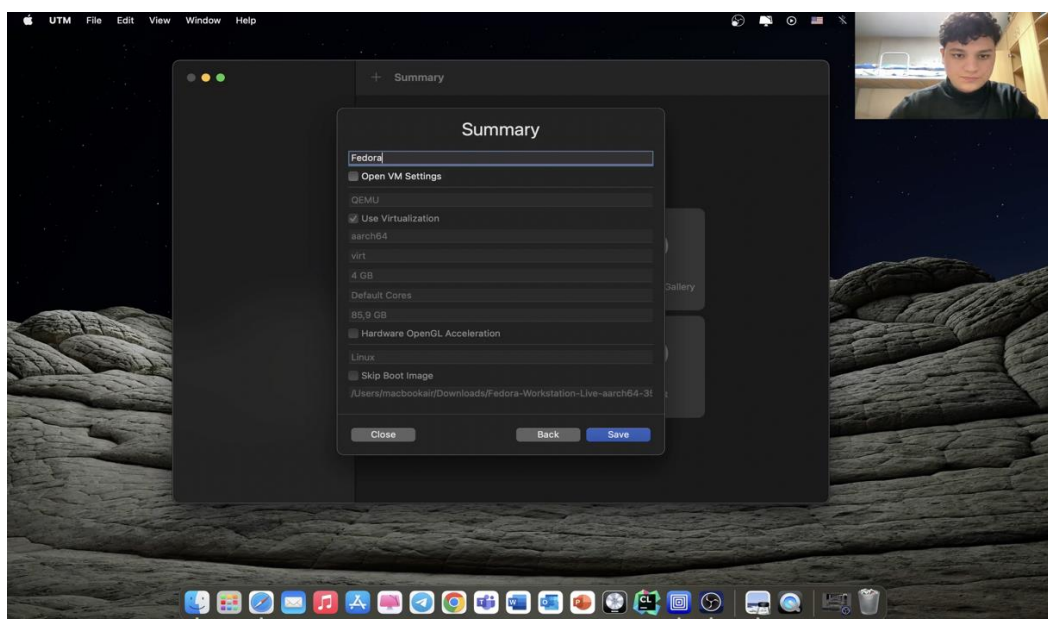 UTM File Edit View Window Help
Summary
Summary
Fedora
Open VM Settings
QEMU
Use Virtualization
aarch64
virt
4 GB
Default Cores
85,9 GB
Gallery
Hardware OpenGL Acceleration
Linux
Skip Boot Image
/Users/macbookair/Downloads/Fedora-Workstation-Live-aarch64-35
Close Back Save
CL